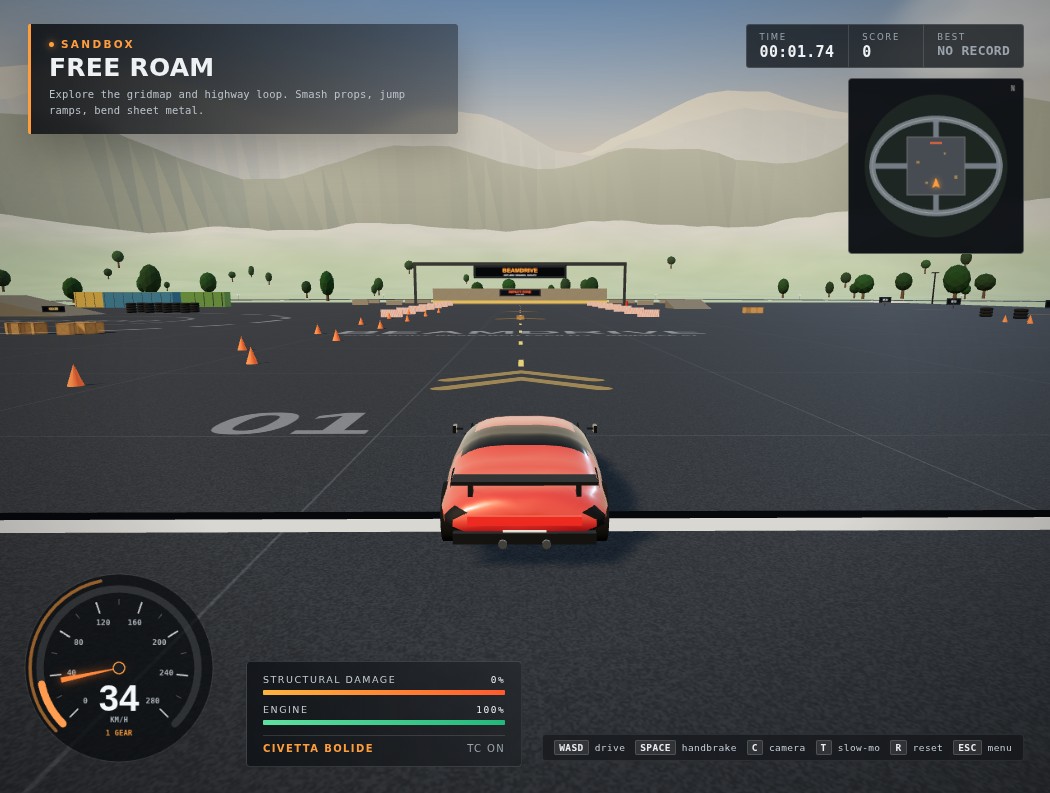 SANDBOX
FREE ROAM
Explore the gridmap and highway loop. Smash props, jump
ramps, bend sheet metal.
TIME
00:01.74
SCORE
0
BEST
NO RECORD
N
BEAMDRIVE
BEAMDRIVE
01
0
40
80
120
160
200
240
280
34
KM/H
1 GEAR
STRUCTURAL DAMAGE 0%
ENGINE 100%
CIVETTA BOLIDE TC ON
WASD drive SPACE handbrake C camera T slow-mo R reset ESC menu